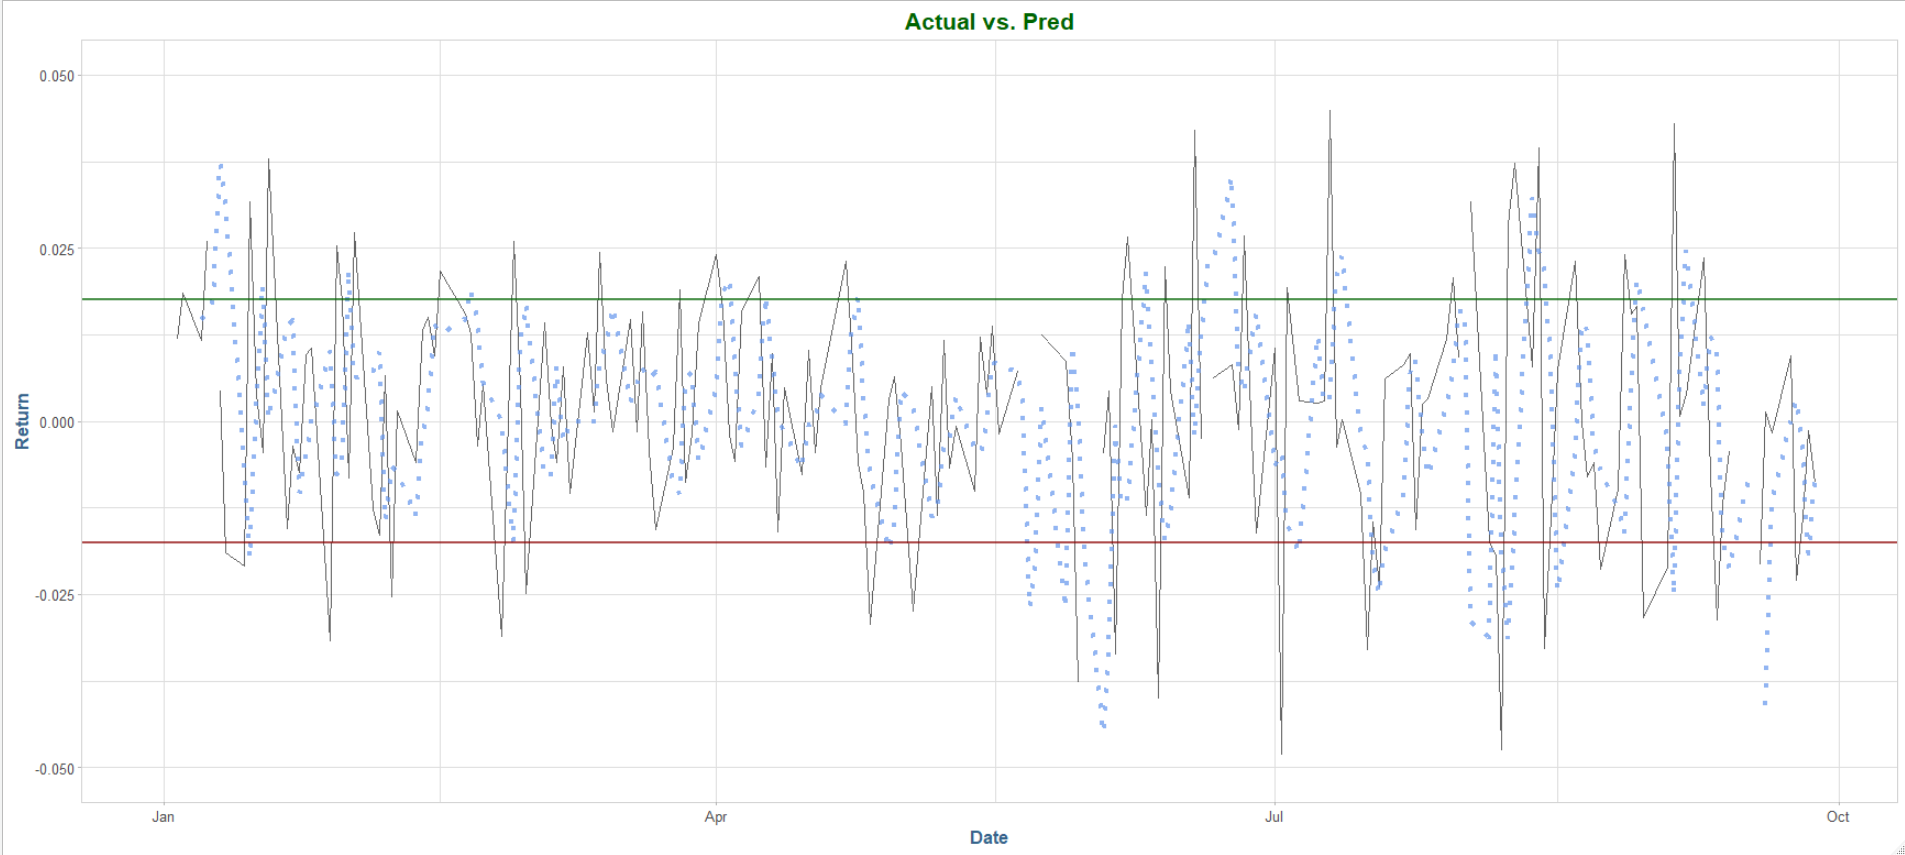 Actual vs. Pred
0.050
0.025
0.000
-0.025
-0.050
Return
Jan Apr Jul Oct
Date